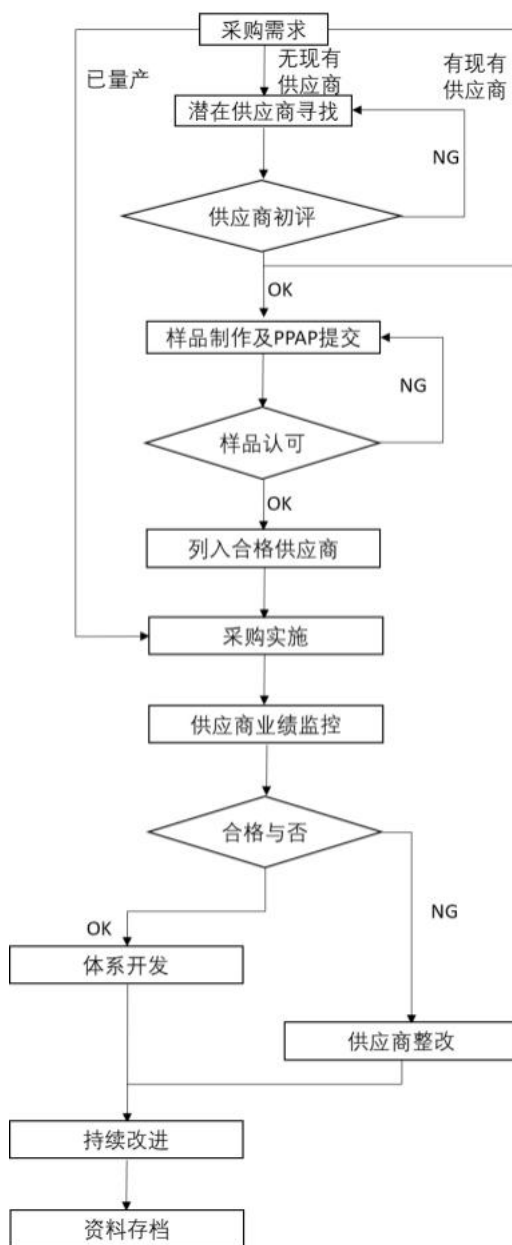 采购需求
已量产
无现有
供应商
有现有
供应商
潜在供应商寻找
NG
供应商初评
OK
样品制作及PPAP提交
NG
样品认可
OK
列入合格供应商
采购实施
供应商业绩监控
合格与否
OK
NG
体系开发
供应商整改
持续改进
资料存档